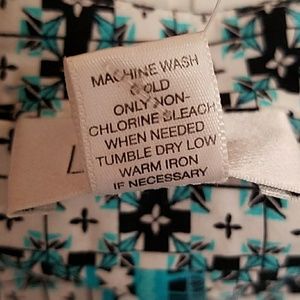 MACHINE WASH
COLD
ONLY NON-
CHLORINE BLEACH
WHEN NEEDED
TUMBLE DRY LOW
WARM IRON
IF NECESSARY